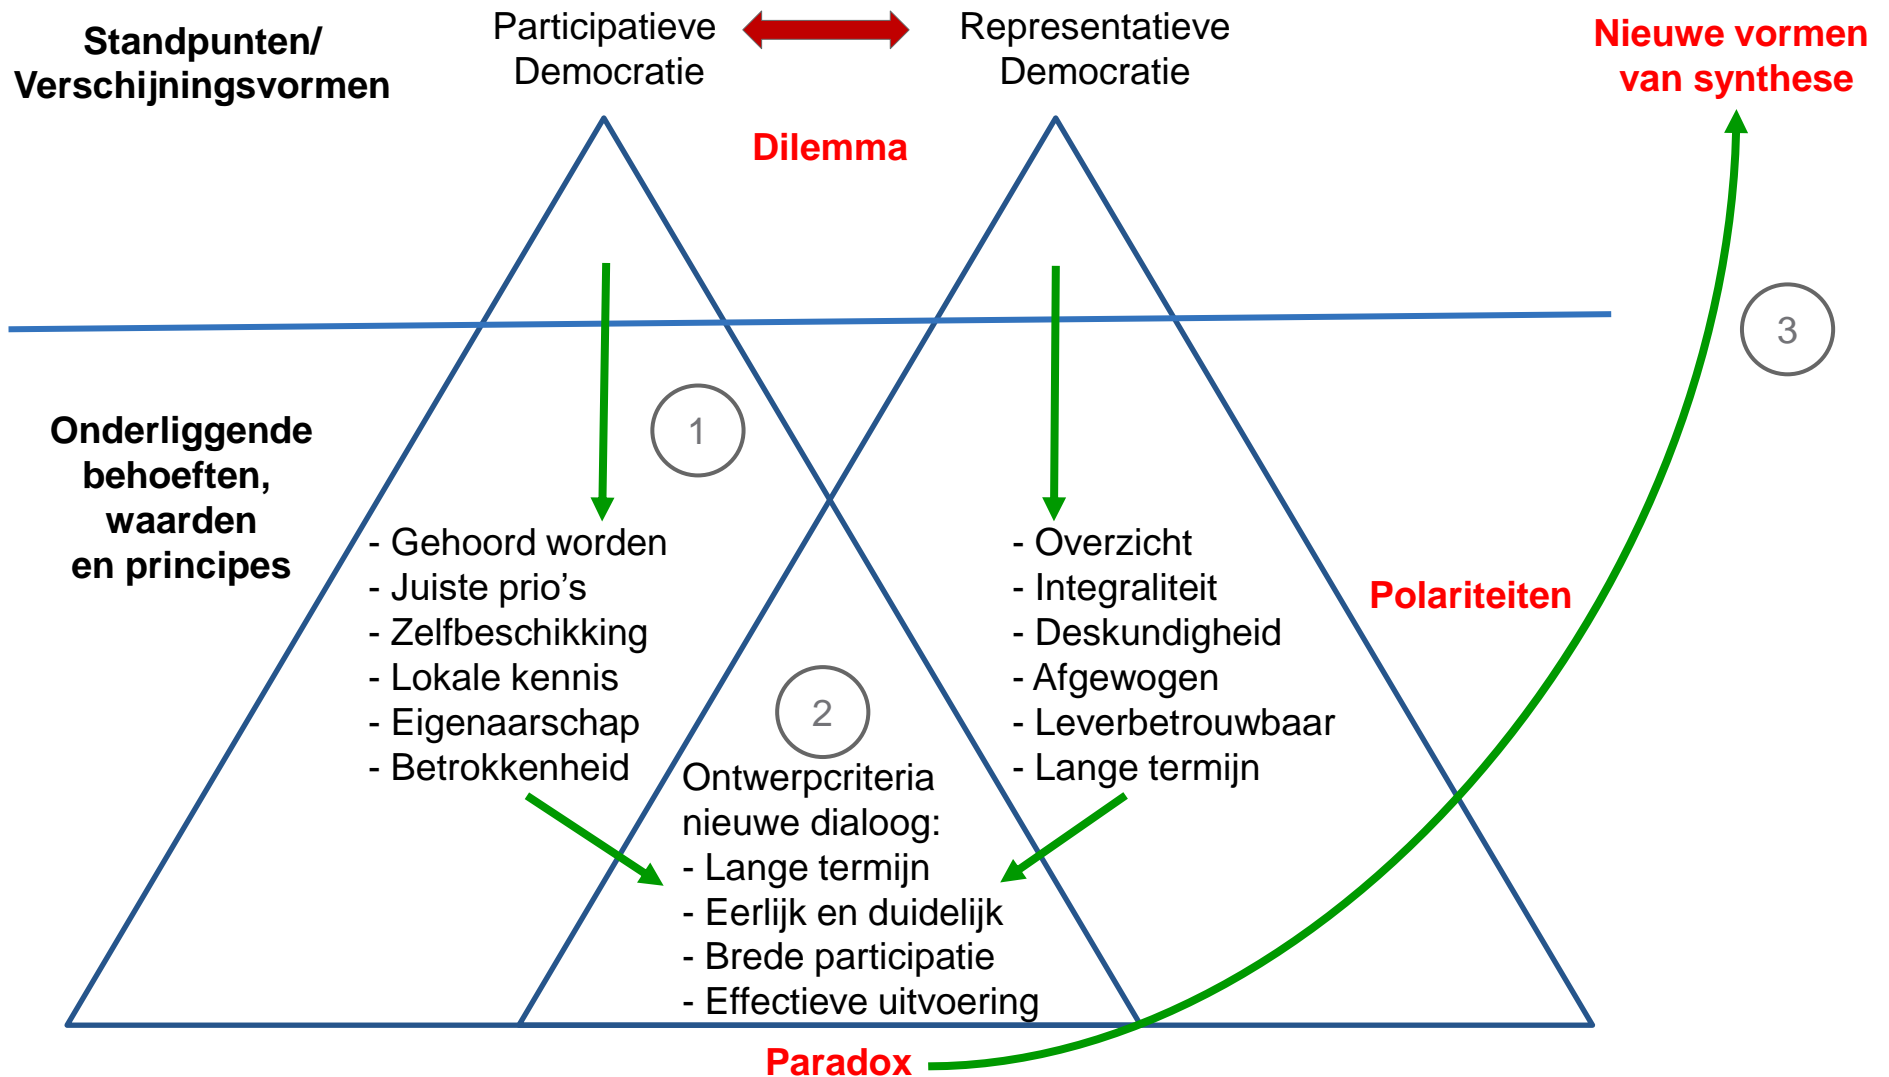 Standpunten/
Verschijningsvormen
Participatieve
Democratie
Representatieve
Democratie
Nieuwe vormen
van synthese
Dilemma
3
1
Onderliggende
behoeften,
waarden
en principes
- Gehoord worden
- Juiste prio's
- Zelfbeschikking
- Lokale kennis
- Eigenaarschap
- Betrokkenheid
- Overzicht
- Integraliteit
- Deskundigheid
- Afgewogen
- Leverbetrouwbaar
- Lange termijn
Polariteiten
2
Ontwerpcriteria
nieuwe dialoog:
- Lange termijn
- Eerlijk en duidelijk
- Brede participatie
- Effectieve uitvoering
Paradox